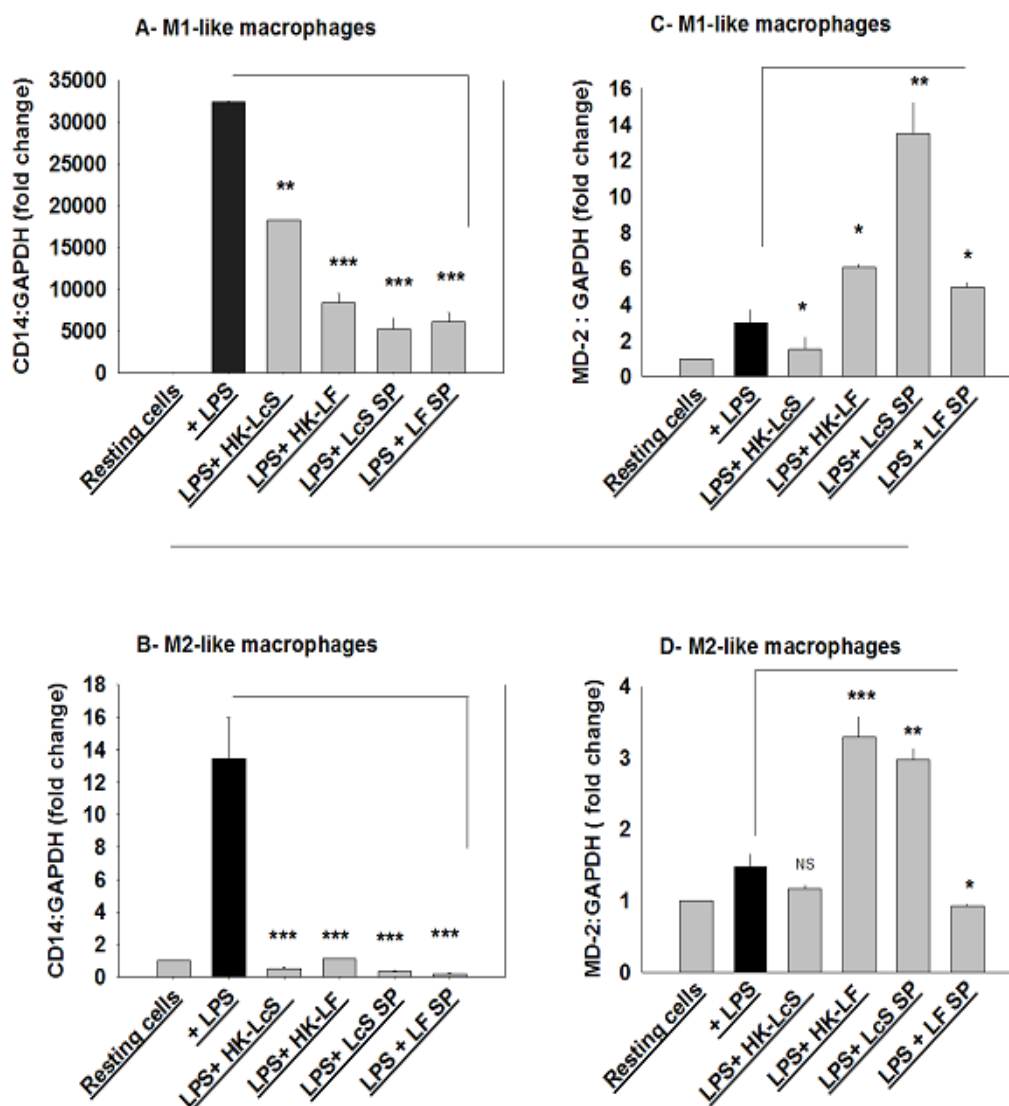 A- M1-like macrophages
CD14:GAPDH (fold change)
35000
30000
25000
20000
15000
10000
5000
0
**
***
***
***
Resting cells
+ LPS
LPS+ HK-LcS
LPS+ HK-LF
LPS+ LcS SP
LPS + LF SP
C- M1-like macrophages
MD-2 : GAPDH (fold change)
16
14
12
10
8
6
4
2
0
*
*
**
*
Resting cells
+ LPS
LPS+ HK-LcS
LPS+ HK-LF
LPS+ LcS SP
LPS + LF SP
B- M2-like macrophages
CD14:GAPDH (fold change)
18
16
14
12
10
8
6
4
2
0
***
***
***
***
Resting cells
+ LPS
LPS+ HK-LcS
LPS+ HK-LF
LPS+ LcS SP
LPS + LF SP
D- M2-like macrophages
MD-2:GAPDH ( fold change)
4
3
2
1
0
NS
***
**
*
Resting cells
+ LPS
LPS+ HK-LcS
LPS+ HK-LF
LPS+ LcS SP
LPS + LF SP